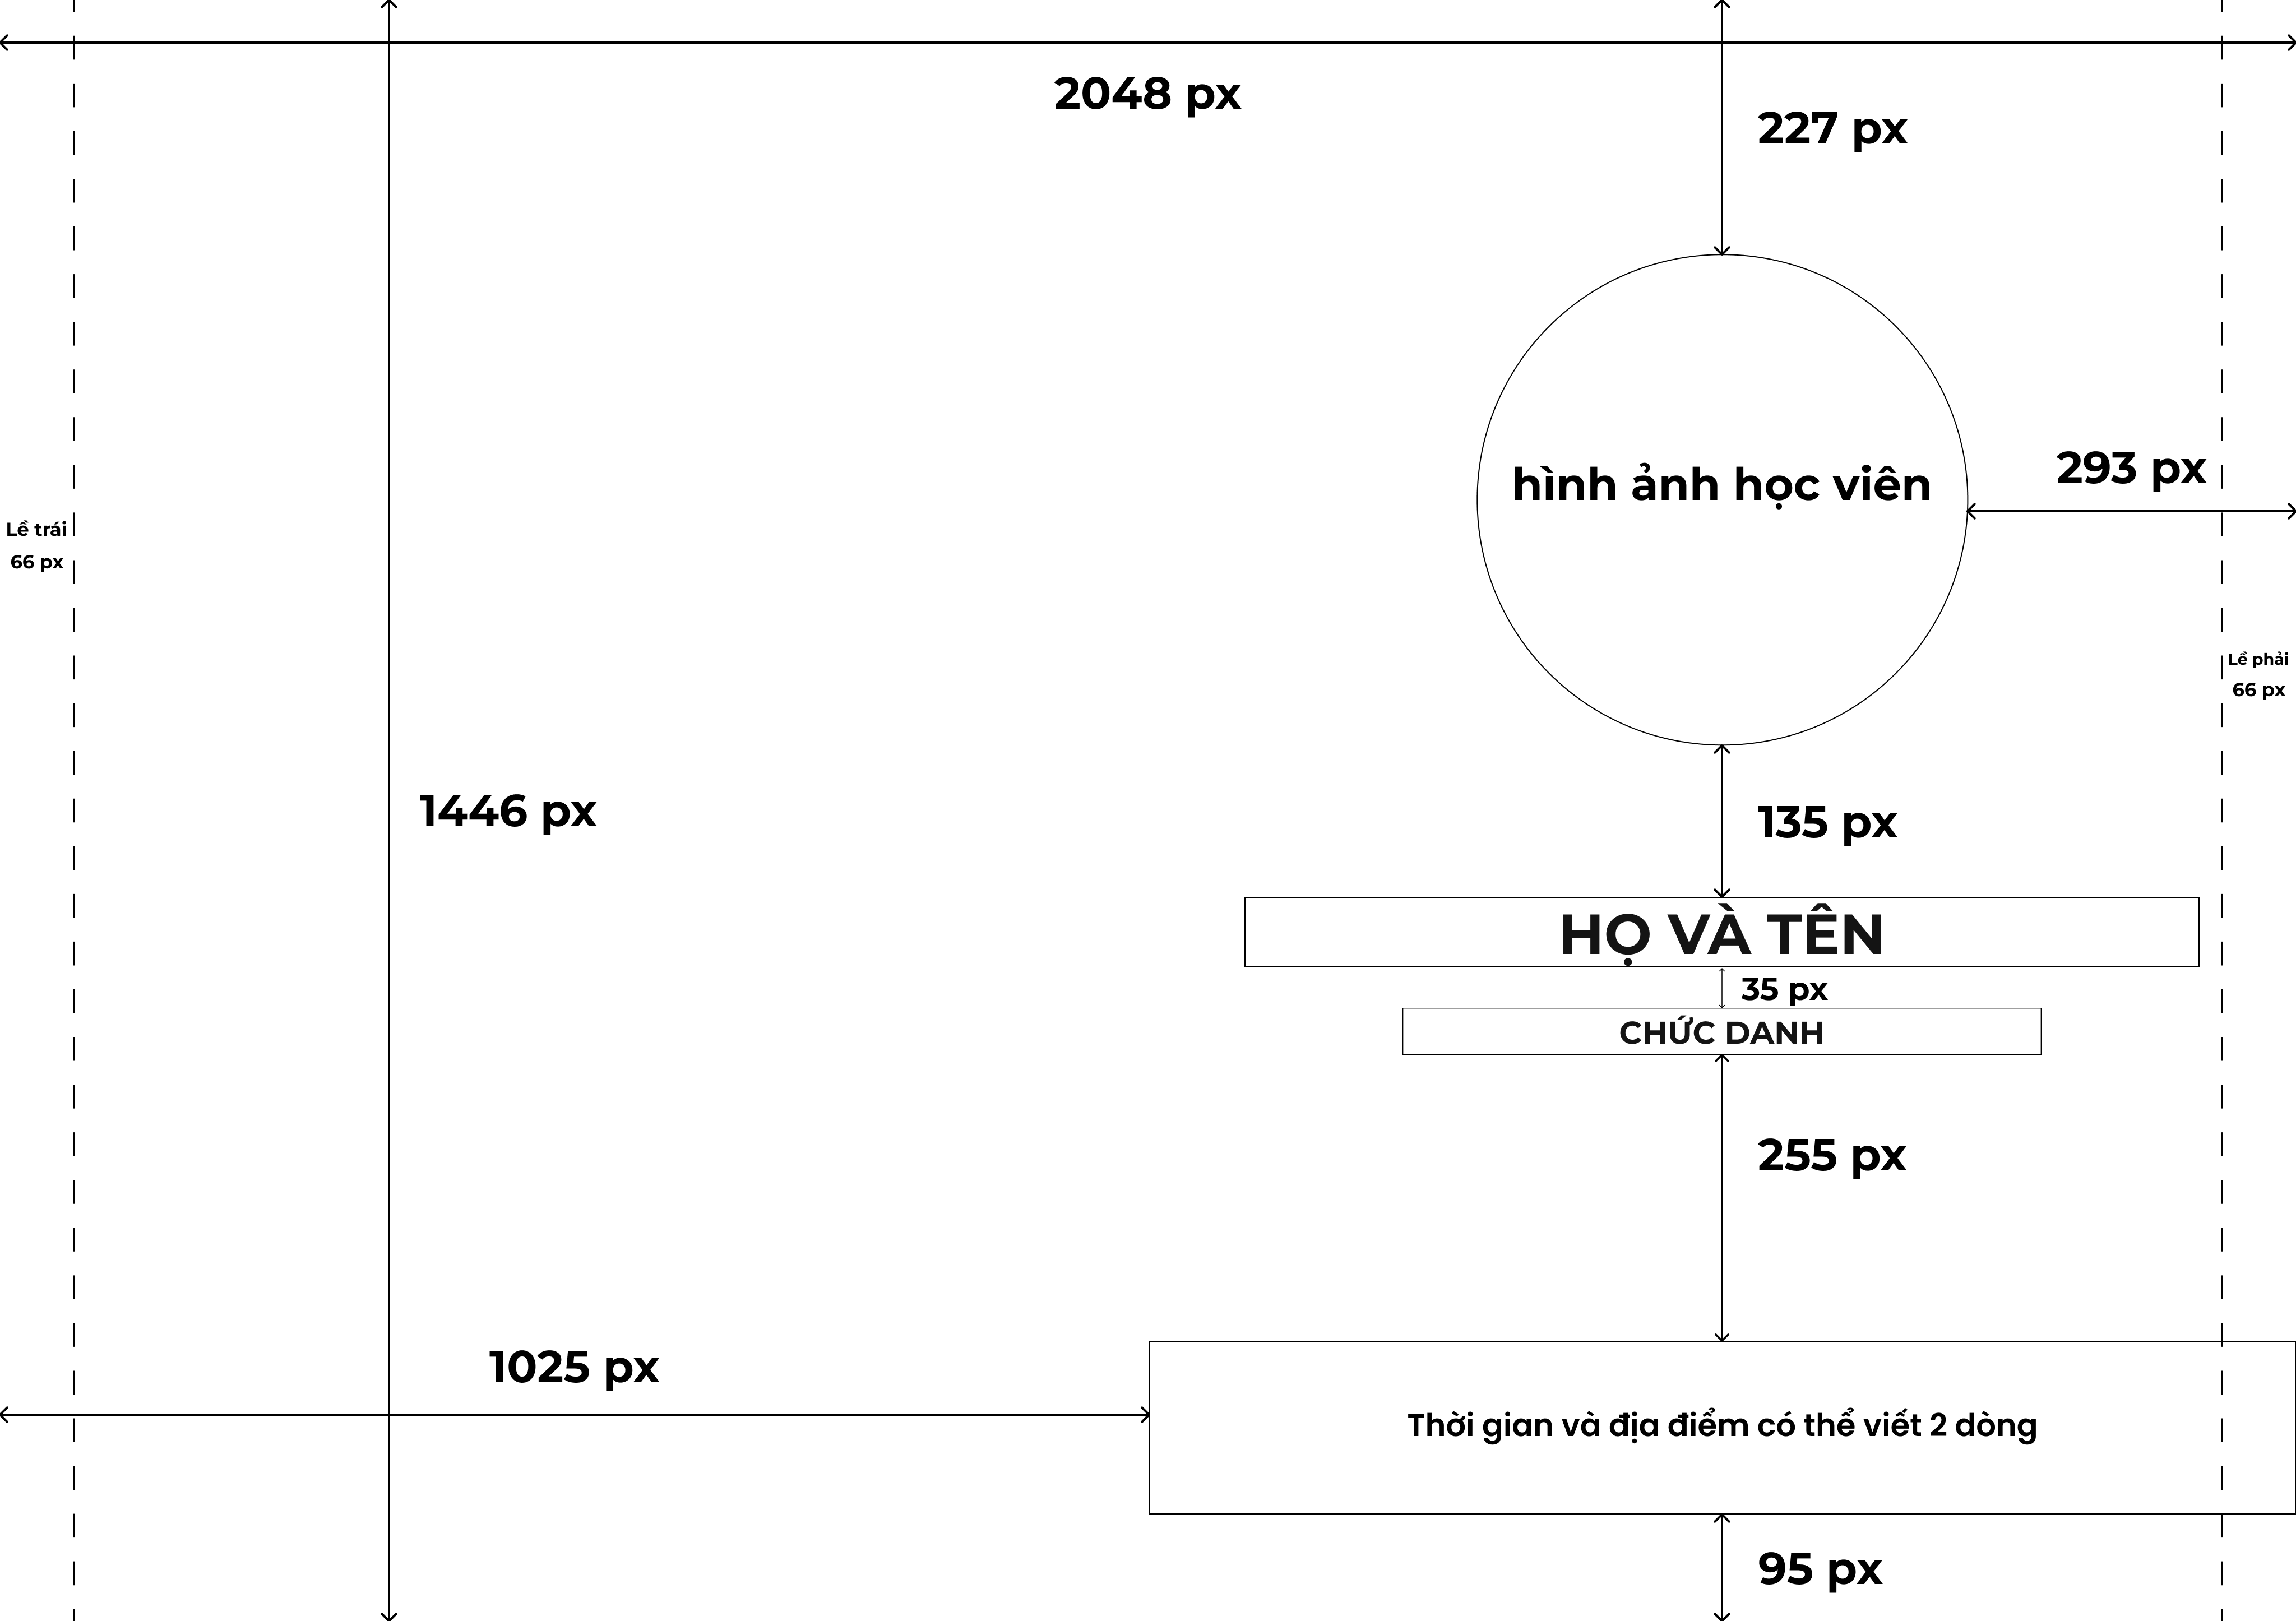 2048 px
227 px
hình ảnh học viên
293 px
Lề trái
66 px
Lề phải
66 px
1446 px
135 px
HỌ VÀ TÊN
35 px
CHỨC DANH
255 px
1025 px
Thời gian và địa điểm có thể viết 2 dòng
95 px